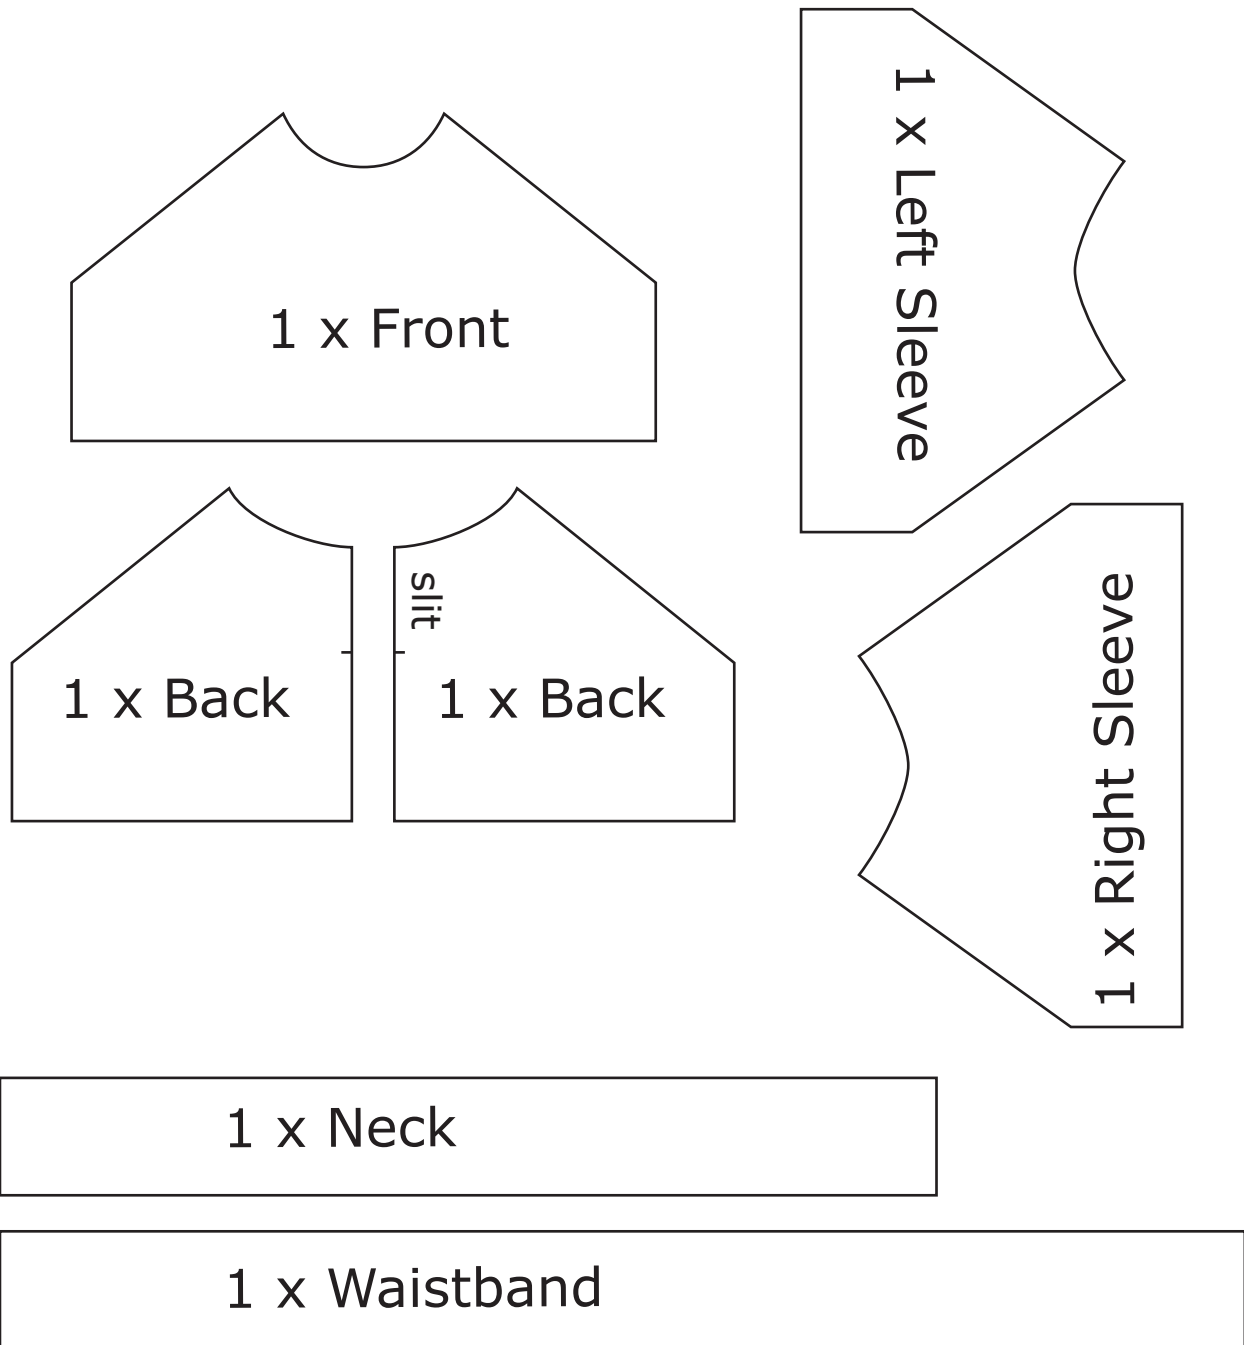 1 x Front
1 x Left Sleeve
slit
1 x Back
1 x Back
1 x Right Sleeve
1 x Neck
1 x Waistband